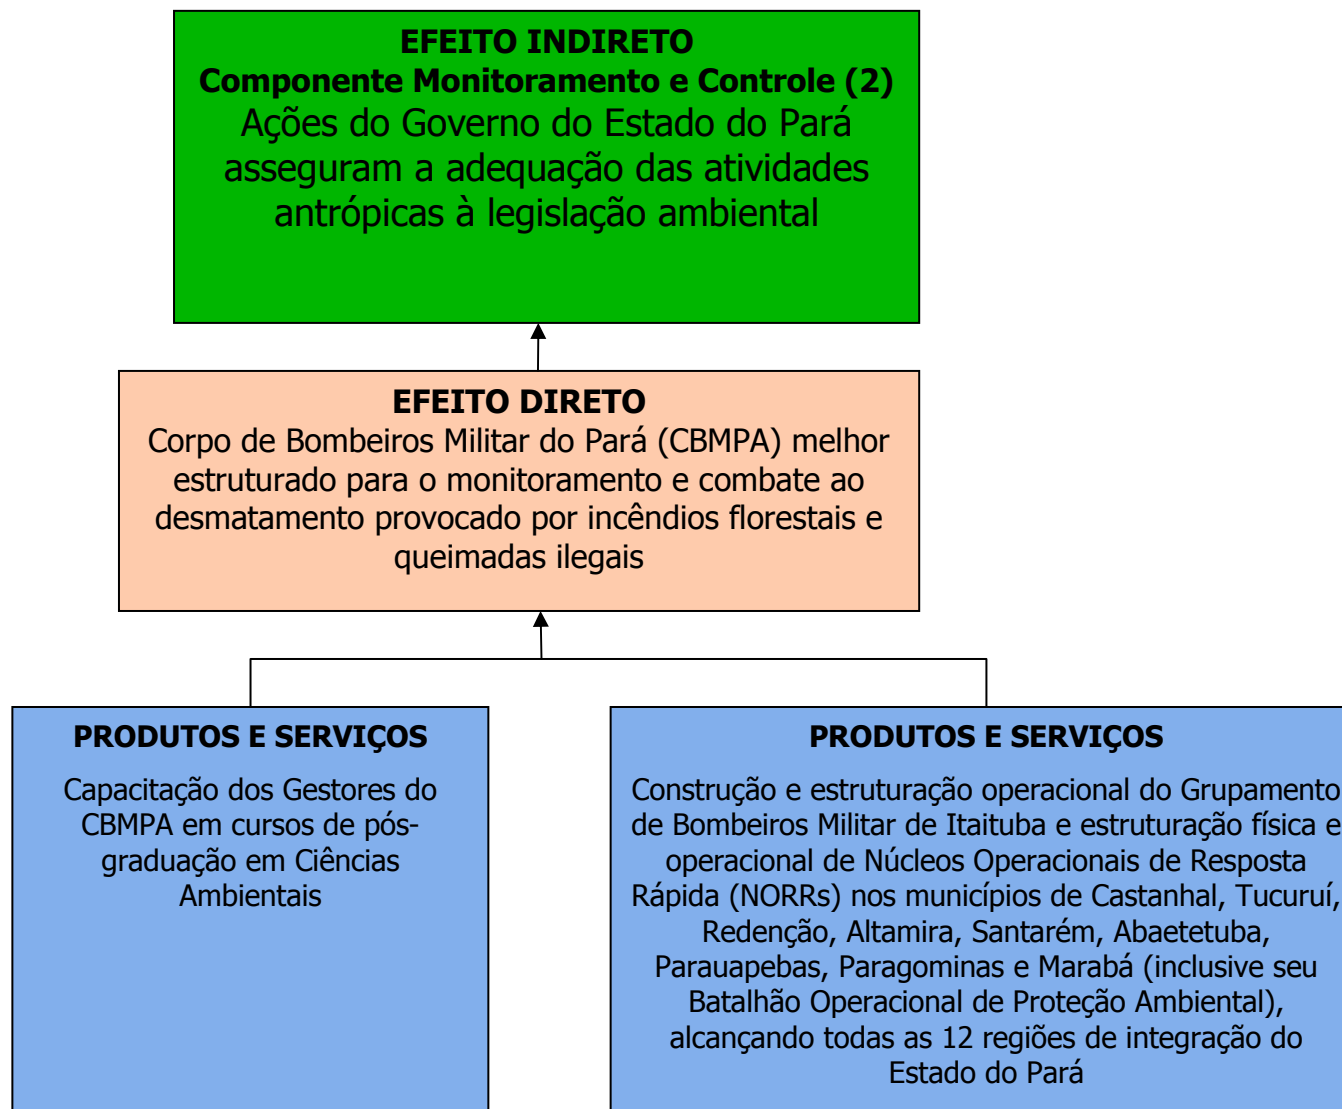 EFEITO INDIRETO
Componente Monitoramento e Controle (2)
Ações do Governo do Estado do Pará
asseguram a adequação das atividades
antrópicas à legislação ambiental
EFEITO DIRETO
Corpo de Bombeiros Militar do Pará (CBMPA) melhor
estruturado para o monitoramento e combate ao
desmatamento provocado por incêndios florestais e
queimadas ilegais
PRODUTOS E SERVIÇOS
Capacitação dos Gestores do
CBMPA em cursos de pós-
graduação em Ciências
Ambientais
PRODUTOS E SERVIÇOS
Construção e estruturação operacional do Grupamento
de Bombeiros Militar de Itaituba e estruturação física e
operacional de Núcleos Operacionais de Resposta
Rápida (NORRs) nos municípios de Castanhal, Tucuruí,
Redenção, Altamira, Santarém, Abaetetuba,
Parauapebas, Paragominas e Marabá (inclusive seu
Batalhão Operacional de Proteção Ambiental),
alcançando todas as 12 regiões de integração do
Estado do Pará